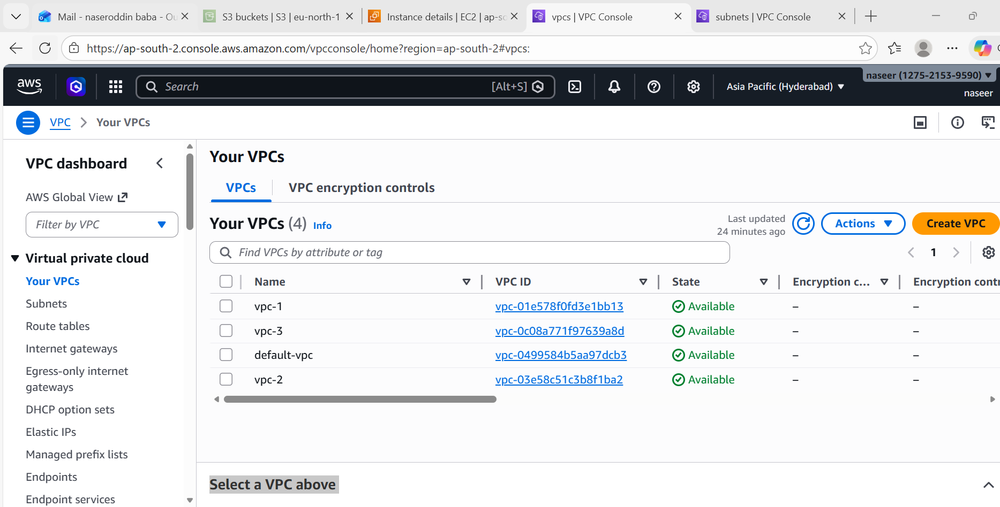 Mail - naseroddin baba - Ou
S3 buckets | S3 | eu-north-1
Instance details | EC2 | ap-so
vpcs | VPC Console
subnets | VPC Console
https://ap-south-2.console.aws.amazon.com/vpcconsole/home?region=ap-south-2#vpcs:
aws
Search
[Alt+S]
Asia Pacific (Hyderabad)
naseer (1275-2153-9590)
naseer
VPC
Your VPCs
VPC dashboard
AWS Global View
Filter by VPC
Virtual private cloud
Your VPCs
Subnets
Route tables
Internet gateways
Egress-only internet
gateways
DHCP option sets
Elastic IPs
Managed prefix lists
Endpoints
Endpoint services
Your VPCs
VPCs VPC encryption controls
Your VPCs (4) Info
Last updated
24 minutes ago
Actions
Create VPC
Find VPCs by attribute or tag
1
Name VPC ID State Encryption c... Encryption contr
vpc-1 vpc-01e578f0fd3e1bb13 Available – –
vpc-3 vpc-0c08a771f97639a8d Available – –
default-vpc vpc-0499584b5aa97dcb3 Available – –
vpc-2 vpc-03e58c51c3b8f1ba2 Available – –
Select a VPC above